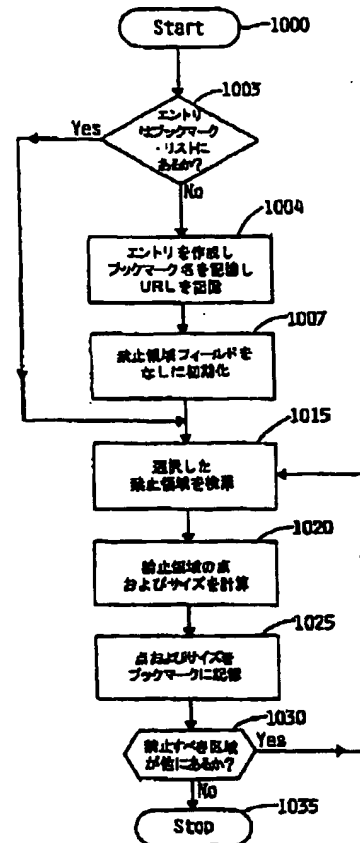 Start
1000
1003
エントリ
はブックマーク
・リストに
あるか?
Yes
No
1004
エントリを作成し
ブックマーク名を記憶し
URLを記憶
1007
禁止領域フィールドを
なしに初期化
1015
選択した
禁止領域を検索
1020
禁止領域の点
およびサイズを計算
1025
点およびサイズを
ブックマークに記憶
1030
禁止すべき区域
が他にあるか?
Yes
No
1035
Stop